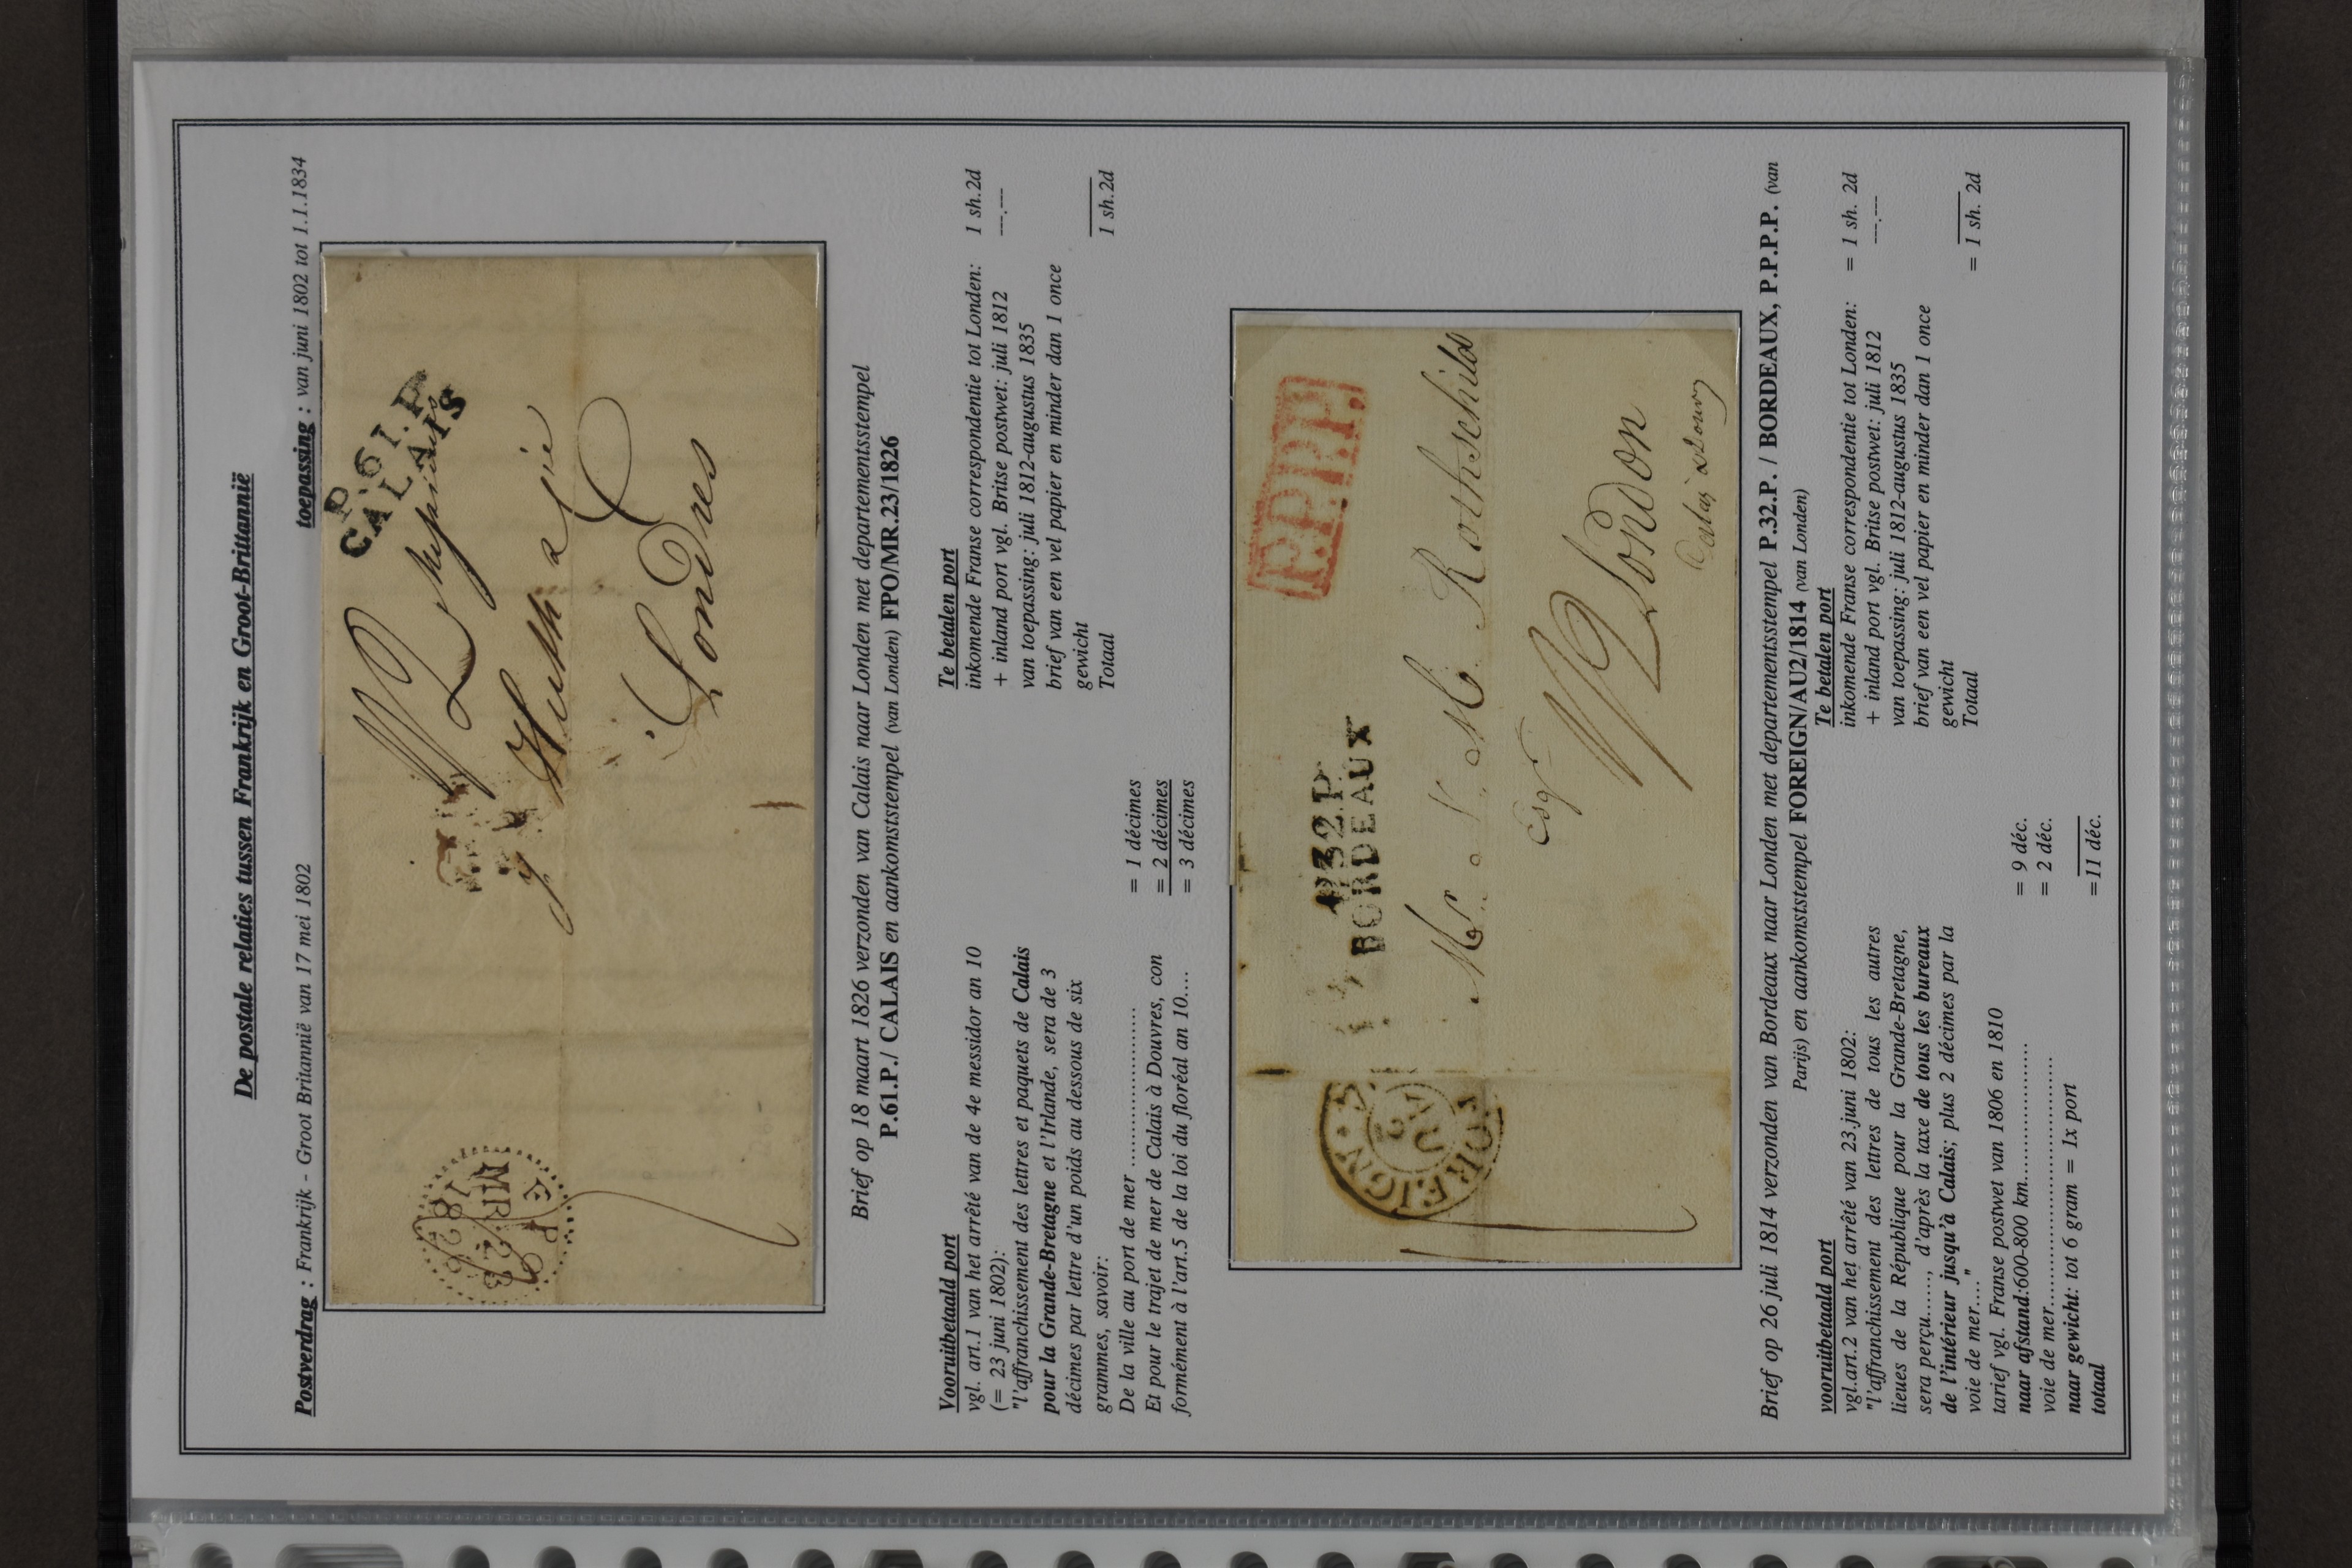 De postale relaties tussen Frankrijk en Groot-Brittannië
Postverdrag : Frankrijk - Groot Britannië van 17 mei 1802 toepassing : van juni 1802 tot 1.1.1834
P.61.P.
CALAIS
Huth & Cie
Londres
F P O
MR. 23
1826
Brief op 18 maart 1826 verzonden van Calais naar Londen met departementsstempel
P.61.P./ CALAIS en aankomststempel (van Londen) FPO/MR.23/1826
Vooruitbetaald port
vgl. art.1 van het arrêté van de 4e messidor an 10
(= 23 juni 1802):
"l'affranchissement des lettres et paquets de Calais
pour la Grande-Bretagne et l'Irlande, sera de 3
décimes par lettre d'un poids au dessous de six
grammes, savoir:
De la ville au port de mer ........................ = 1 décimes
Et pour le trajet de mer de Calais à Douvres, con = 2 décimes
formément à l'art.5 de la loi du floréal an 10.... = 3 décimes
Te betalen port
inkomende Franse correspondentie tot Londen: 1 sh.2d
+ inland port vgl. Britse postwet: juli 1812 ---.---
van toepassing: juli 1812-augustus 1835
brief van een vel papier en minder dan 1 once
gewicht
Totaal 1 sh.2d
P.32.P.
BORDEAUX
P.P.P.P.
FOREIGN
AU
2
Rothschild
Esqr
London
Brief op 26 juli 1814 verzonden van Bordeaux naar Londen met departementsstempel P.32.P. / BORDEAUX, P.P.P.P. (van
Parijs) en aankomststempel FOREIGN/AU2/1814 (van Londen)
vooruitbetaald port
vgl.art.2 van het arrêté van 23 juni 1802:
"l'affranchissement des lettres de tous les autres
lieues de la République pour la Grande-Bretagne,
sera perçu......, d'après la taxe de tous les bureaux
de l'intérieur jusqu'à Calais; plus 2 décimes par la
voie de mer...."
tarief vgl. Franse postwet van 1806 en 1810
naar afstand:600-800 km........................ = 9 déc.
voie de mer........................................ = 2 déc.
naar gewicht: tot 6 gram = 1x port
totaal =11 déc.
Te betalen port
inkomende Franse correspondentie tot Londen: = 1 sh. 2d
+ inland port vgl. Britse postwet: juli 1812 ---.---
van toepassing: juli 1812-augustus 1835
brief van een vel papier en minder dan 1 once
gewicht
Totaal = 1 sh. 2d